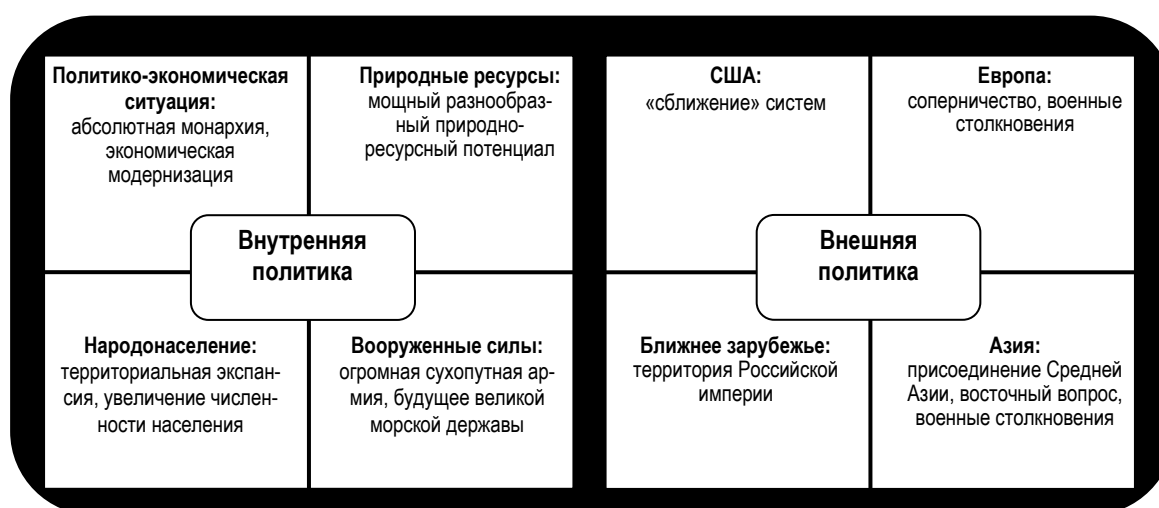 Политико-экономическая
ситуация:
абсолютная монархия,
экономическая
модернизация
Природные ресурсы:
мощный разнообраз-
ный природно-
ресурсный потенциал
Внутренняя
политика
Народонаселение:
территориальная экспан-
сия, увеличение числен-
ности населения
Вооруженные силы:
огромная сухопутная ар-
мия, будущее великой
морской державы
США:
«сближение» систем
Европа:
соперничество, военные
столкновения
Внешняя
политика
Ближнее зарубежье:
территория Российской
империи
Азия:
присоединение Средней
Азии, восточный вопрос,
военные столкновения